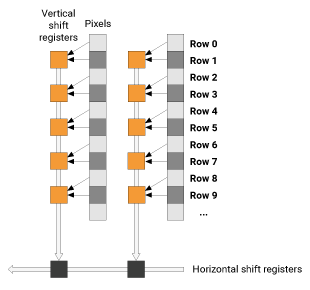 Vertical
shift
registers
Pixels
Row 0
Row 1
Row 2
Row 3
Row 4
Row 5
Row 6
Row 7
Row 8
Row 9
...
Horizontal shift registers